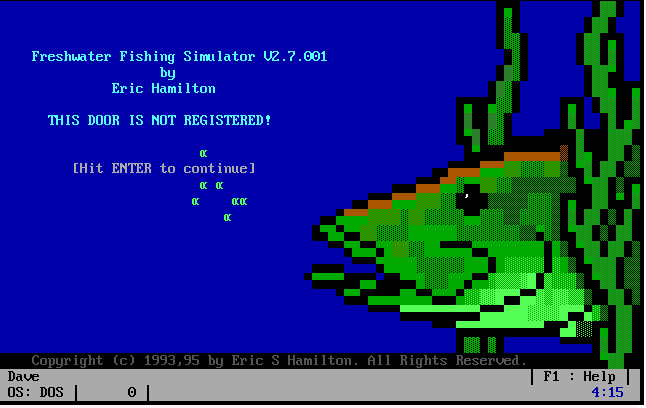 Freshwater Fishing Simulator V2.7.001
by
Eric Hamilton
THIS DOOR IS NOT REGISTERED!
[Hit ENTER to continue]
Copyright (c) 1993,95 by Eric S Hamilton. All Rights Reserved.
Dave | F1 : Help |
OS: DOS | 0 | 4:15